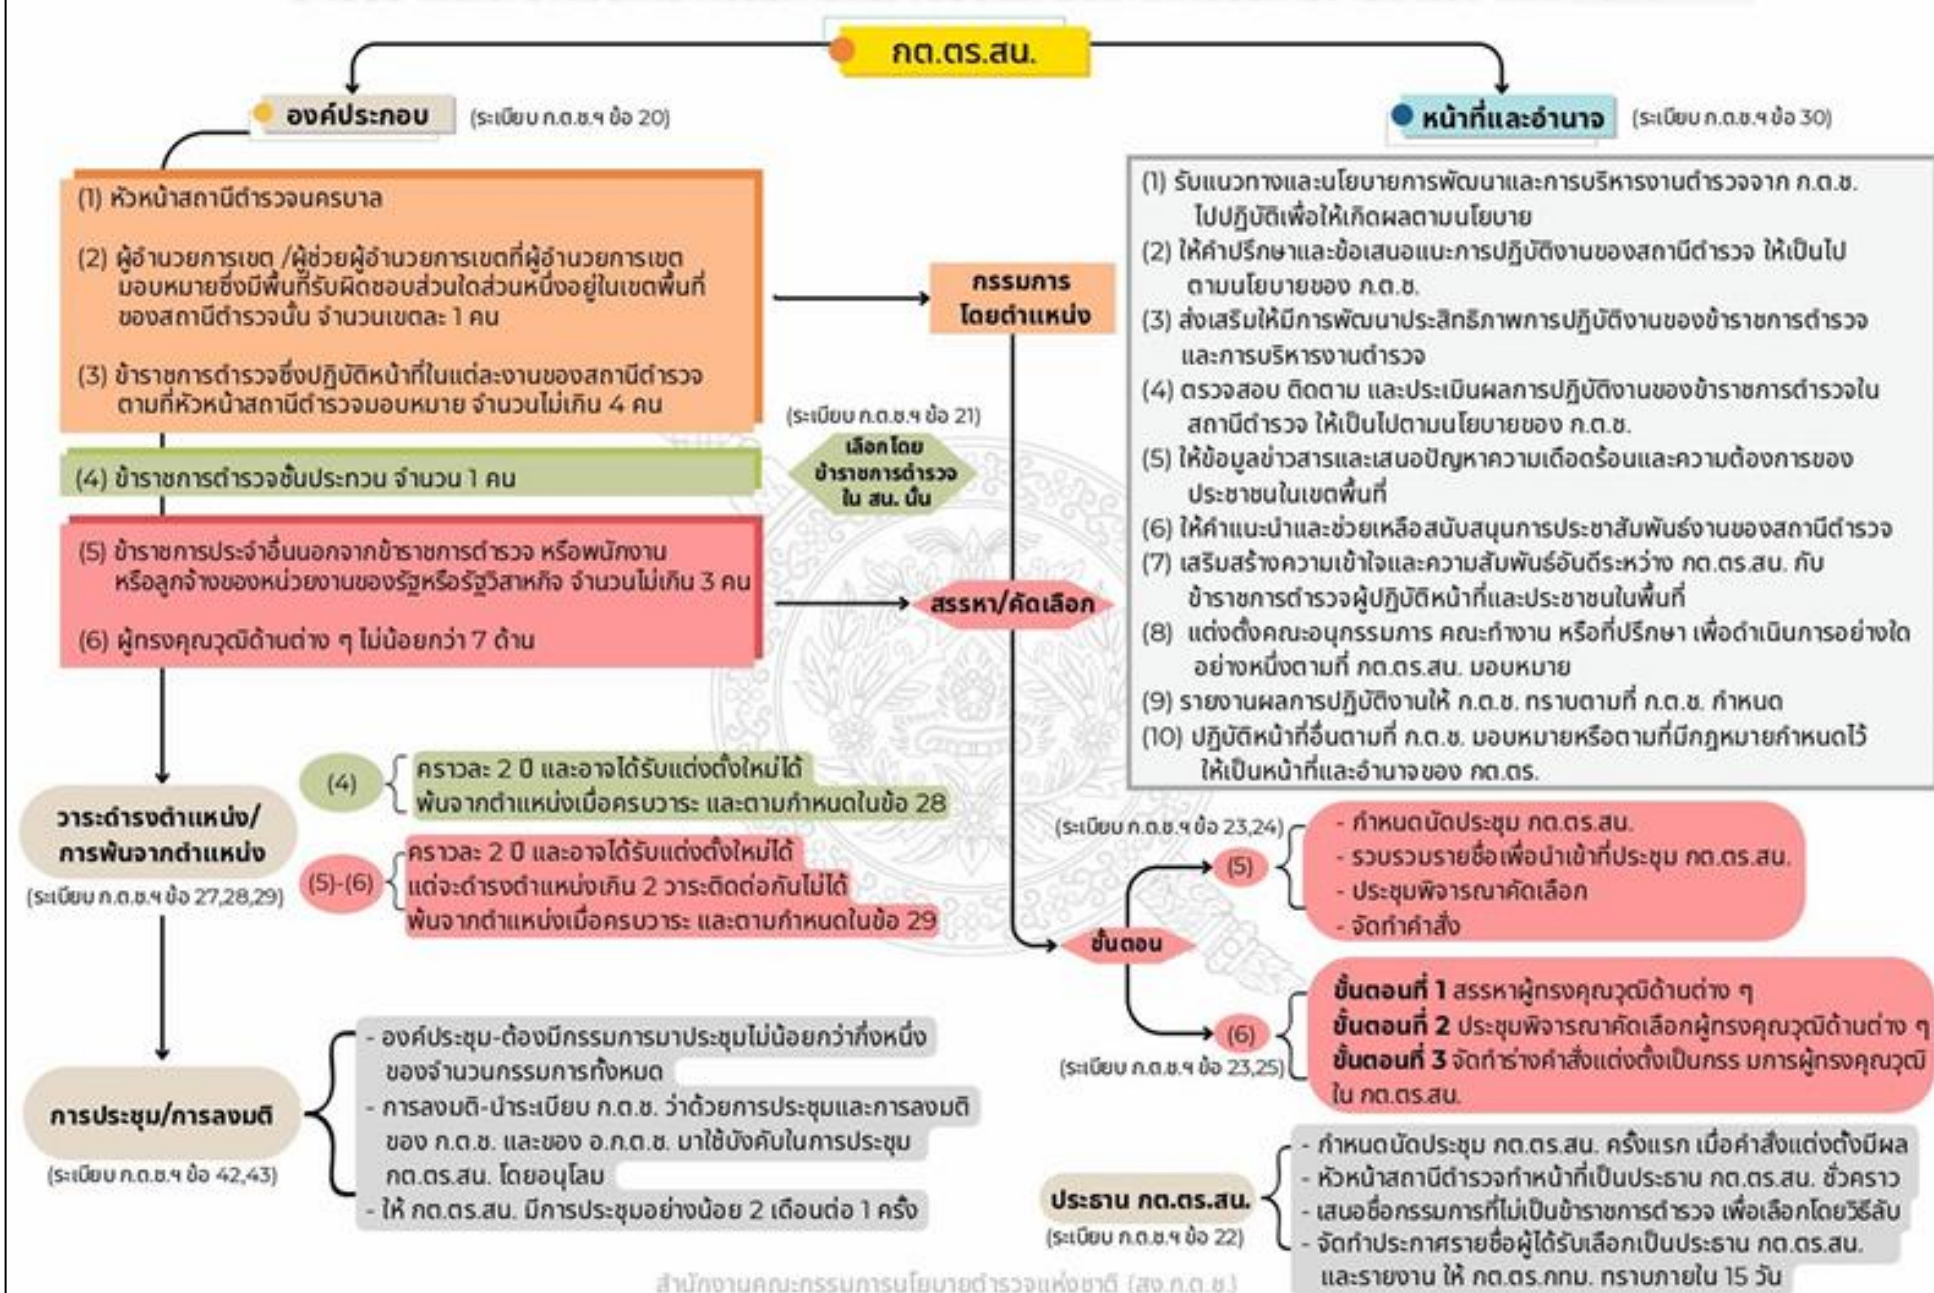 กต.ตร.สน.
องค์ประกอบ
(ระเบียบ ก.ต.ช.ฯ ข้อ 20)
(1) หัวหน้าสถานีตำรวจนครบาล
(2) ผู้อำนวยการเขต /ผู้ช่วยผู้อำนวยการเขตที่ผู้อำนวยการเขต
มอบหมายซึ่งมีพื้นที่รับผิดชอบส่วนใดส่วนหนึ่งอยู่ในเขตพื้นที่
ของสถานีตำรวจนั้น จำนวนเขตละ 1 คน
(3) ข้าราชการตำรวจซึ่งปฏิบัติหน้าที่ในแต่ละงานของสถานีตำรวจ
ตามที่หัวหน้าสถานีตำรวจมอบหมาย จำนวนไม่เกิน 4 คน
(4) ข้าราชการตำรวจชั้นประทวน จำนวน 1 คน
(5) ข้าราชการประจำอื่นนอกจากข้าราชการตำรวจ หรือพนักงาน
หรือลูกจ้างของหน่วยงานของรัฐหรือรัฐวิสาหกิจ จำนวนไม่เกิน 3 คน
(6) ผู้ทรงคุณวุฒิด้านต่าง ๆ ไม่น้อยกว่า 7 ด้าน
กรรมการ
โดยตำแหน่ง
(ระเบียบ ก.ต.ช.ฯ ข้อ 21)
เลือกโดย
ข้าราชการตำรวจ
ใน สน. นั้น
สรรหา/คัดเลือก
หน้าที่และอำนาจ
(ระเบียบ ก.ต.ช.ฯ ข้อ 30)
(1) รับแนวทางและนโยบายการพัฒนาและการบริหารงานตำรวจจาก ก.ต.ช.
ไปปฏิบัติเพื่อให้เกิดผลตามนโยบาย
(2) ให้คำปรึกษาและข้อเสนอแนะการปฏิบัติงานของสถานีตำรวจ ให้เป็นไป
ตามนโยบายของ ก.ต.ช.
(3) ส่งเสริมให้มีการพัฒนาประสิทธิภาพการปฏิบัติงานของข้าราชการตำรวจ
และการบริหารงานตำรวจ
(4) ตรวจสอบ ติดตาม และประเมินผลการปฏิบัติงานของข้าราชการตำรวจใน
สถานีตำรวจ ให้เป็นไปตามนโยบายของ ก.ต.ช.
(5) ให้ข้อมูลข่าวสารและเสนอปัญหาความเดือดร้อนและความต้องการของ
ประชาชนในเขตพื้นที่
(6) ให้คำแนะนำและช่วยเหลือสนับสนุนการประชาสัมพันธ์งานของสถานีตำรวจ
(7) เสริมสร้างความเข้าใจและความสัมพันธ์อันดีระหว่าง กต.ตร.สน. กับ
ข้าราชการตำรวจผู้ปฏิบัติหน้าที่และประชาชนในพื้นที่
(8) แต่งตั้งคณะอนุกรรมการ คณะทำงาน หรือที่ปรึกษา เพื่อดำเนินการอย่างใด
อย่างหนึ่งตามที่ กต.ตร.สน. มอบหมาย
(9) รายงานผลการปฏิบัติงานให้ ก.ต.ช. ทราบตามที่ ก.ต.ช. กำหนด
(10) ปฏิบัติหน้าที่อื่นตามที่ ก.ต.ช. มอบหมายหรือตามที่มีกฎหมายกำหนดไว้
ให้เป็นหน้าที่และอำนาจของ กต.ตร.
วาระดำรงตำแหน่ง/
การพ้นจากตำแหน่ง
(ระเบียบ ก.ต.ช.ฯ ข้อ 27,28,29)
(4)
คราวละ 2 ปี และอาจได้รับแต่งตั้งใหม่ได้
พ้นจากตำแหน่งเมื่อครบวาระ และตามกำหนดในข้อ 28
(5)-(6)
คราวละ 2 ปี และอาจได้รับแต่งตั้งใหม่ได้
แต่จะดำรงตำแหน่งเกิน 2 วาระติดต่อกันไม่ได้
พ้นจากตำแหน่งเมื่อครบวาระ และตามกำหนดในข้อ 29
ขั้นตอน
(ระเบียบ ก.ต.ช.ฯ ข้อ 23,24)
(5)
- กำหนดนัดประชุม กต.ตร.สน.
- รวบรวมรายชื่อเพื่อนำเข้าที่ประชุม กต.ตร.สน.
- ประชุมพิจารณาคัดเลือก
- จัดทำคำสั่ง
(6)
(ระเบียบ ก.ต.ช.ฯ ข้อ 23,25)
ขั้นตอนที่ 1 สรรหาผู้ทรงคุณวุฒิด้านต่าง ๆ
ขั้นตอนที่ 2 ประชุมพิจารณาคัดเลือกผู้ทรงคุณวุฒิด้านต่าง ๆ
ขั้นตอนที่ 3 จัดทำร่างคำสั่งแต่งตั้งเป็นกรร มการผู้ทรงคุณวุฒิ
ใน กต.ตร.สน.
การประชุม/การลงมติ
(ระเบียบ ก.ต.ช.ฯ ข้อ 42,43)
- องค์ประชุม-ต้องมีกรรมการมาประชุมไม่น้อยกว่ากึ่งหนึ่ง
ของจำนวนกรรมการทั้งหมด
- การลงมติ-นำระเบียบ ก.ต.ช. ว่าด้วยการประชุมและการลงมติ
ของ ก.ต.ช. และของ อ.ก.ต.ช. มาใช้บังคับในการประชุม
กต.ตร.สน. โดยอนุโลม
- ให้ กต.ตร.สน. มีการประชุมอย่างน้อย 2 เดือนต่อ 1 ครั้ง
ประธาน กต.ตร.สน.
(ระเบียบ ก.ต.ช.ฯ ข้อ 22)
- กำหนดนัดประชุม กต.ตร.สน. ครั้งแรก เมื่อคำสั่งแต่งตั้งมีผล
- หัวหน้าสถานีตำรวจทำหน้าที่เป็นประธาน กต.ตร.สน. ชั่วคราว
- เสนอชื่อกรรมการที่ไม่เป็นข้าราชการตำรวจ เพื่อเลือกโดยวิธีลับ
- จัดทำประกาศรายชื่อผู้ได้รับเลือกเป็นประธาน กต.ตร.สน.
และรายงาน ให้ กต.ตร.กทม. ทราบภายใน 15 วัน
สำนักงานคณะกรรมการนโยบายตำรวจแห่งชาติ (สง.ก.ต.ช.)